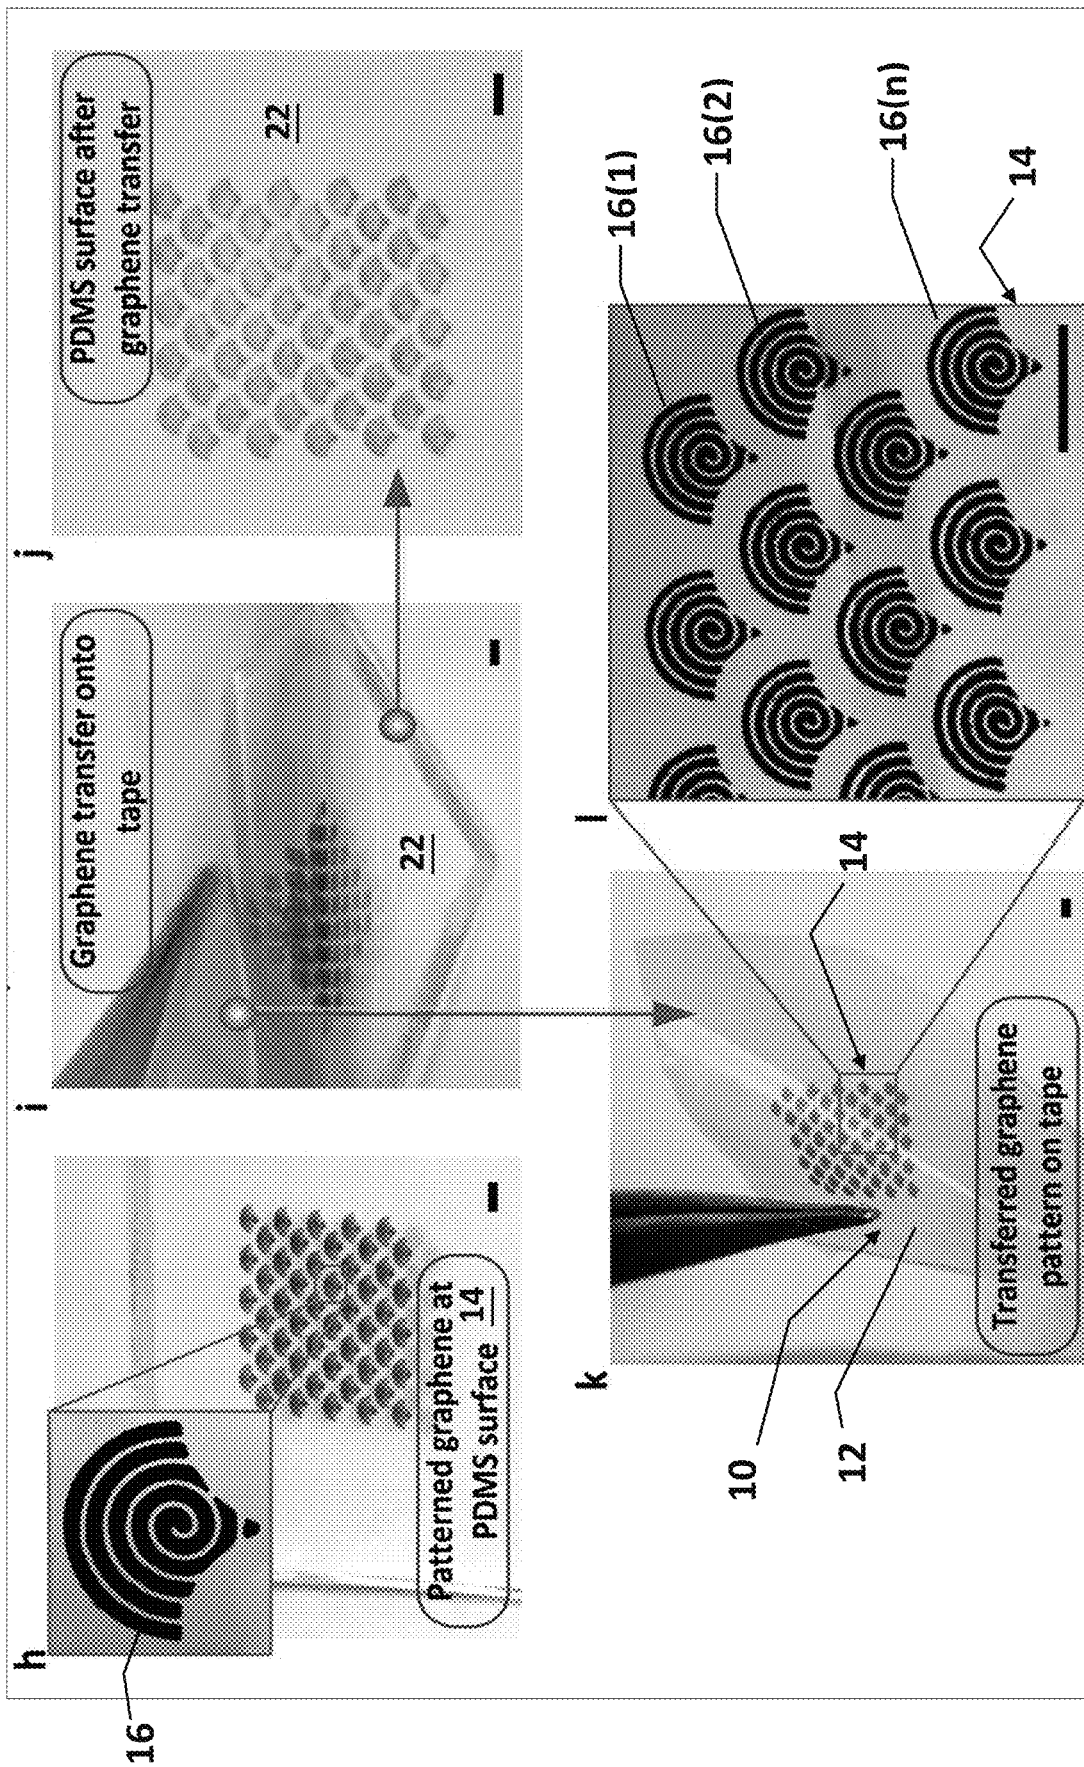 h
16
Patterned graphene at
PDMS surface 14
i
Graphene transfer onto
tape
22
j
PDMS surface after
graphene transfer
22
k
10
12
14
Transferred graphene
pattern on tape
l
16(1)
16(2)
16(n)
14